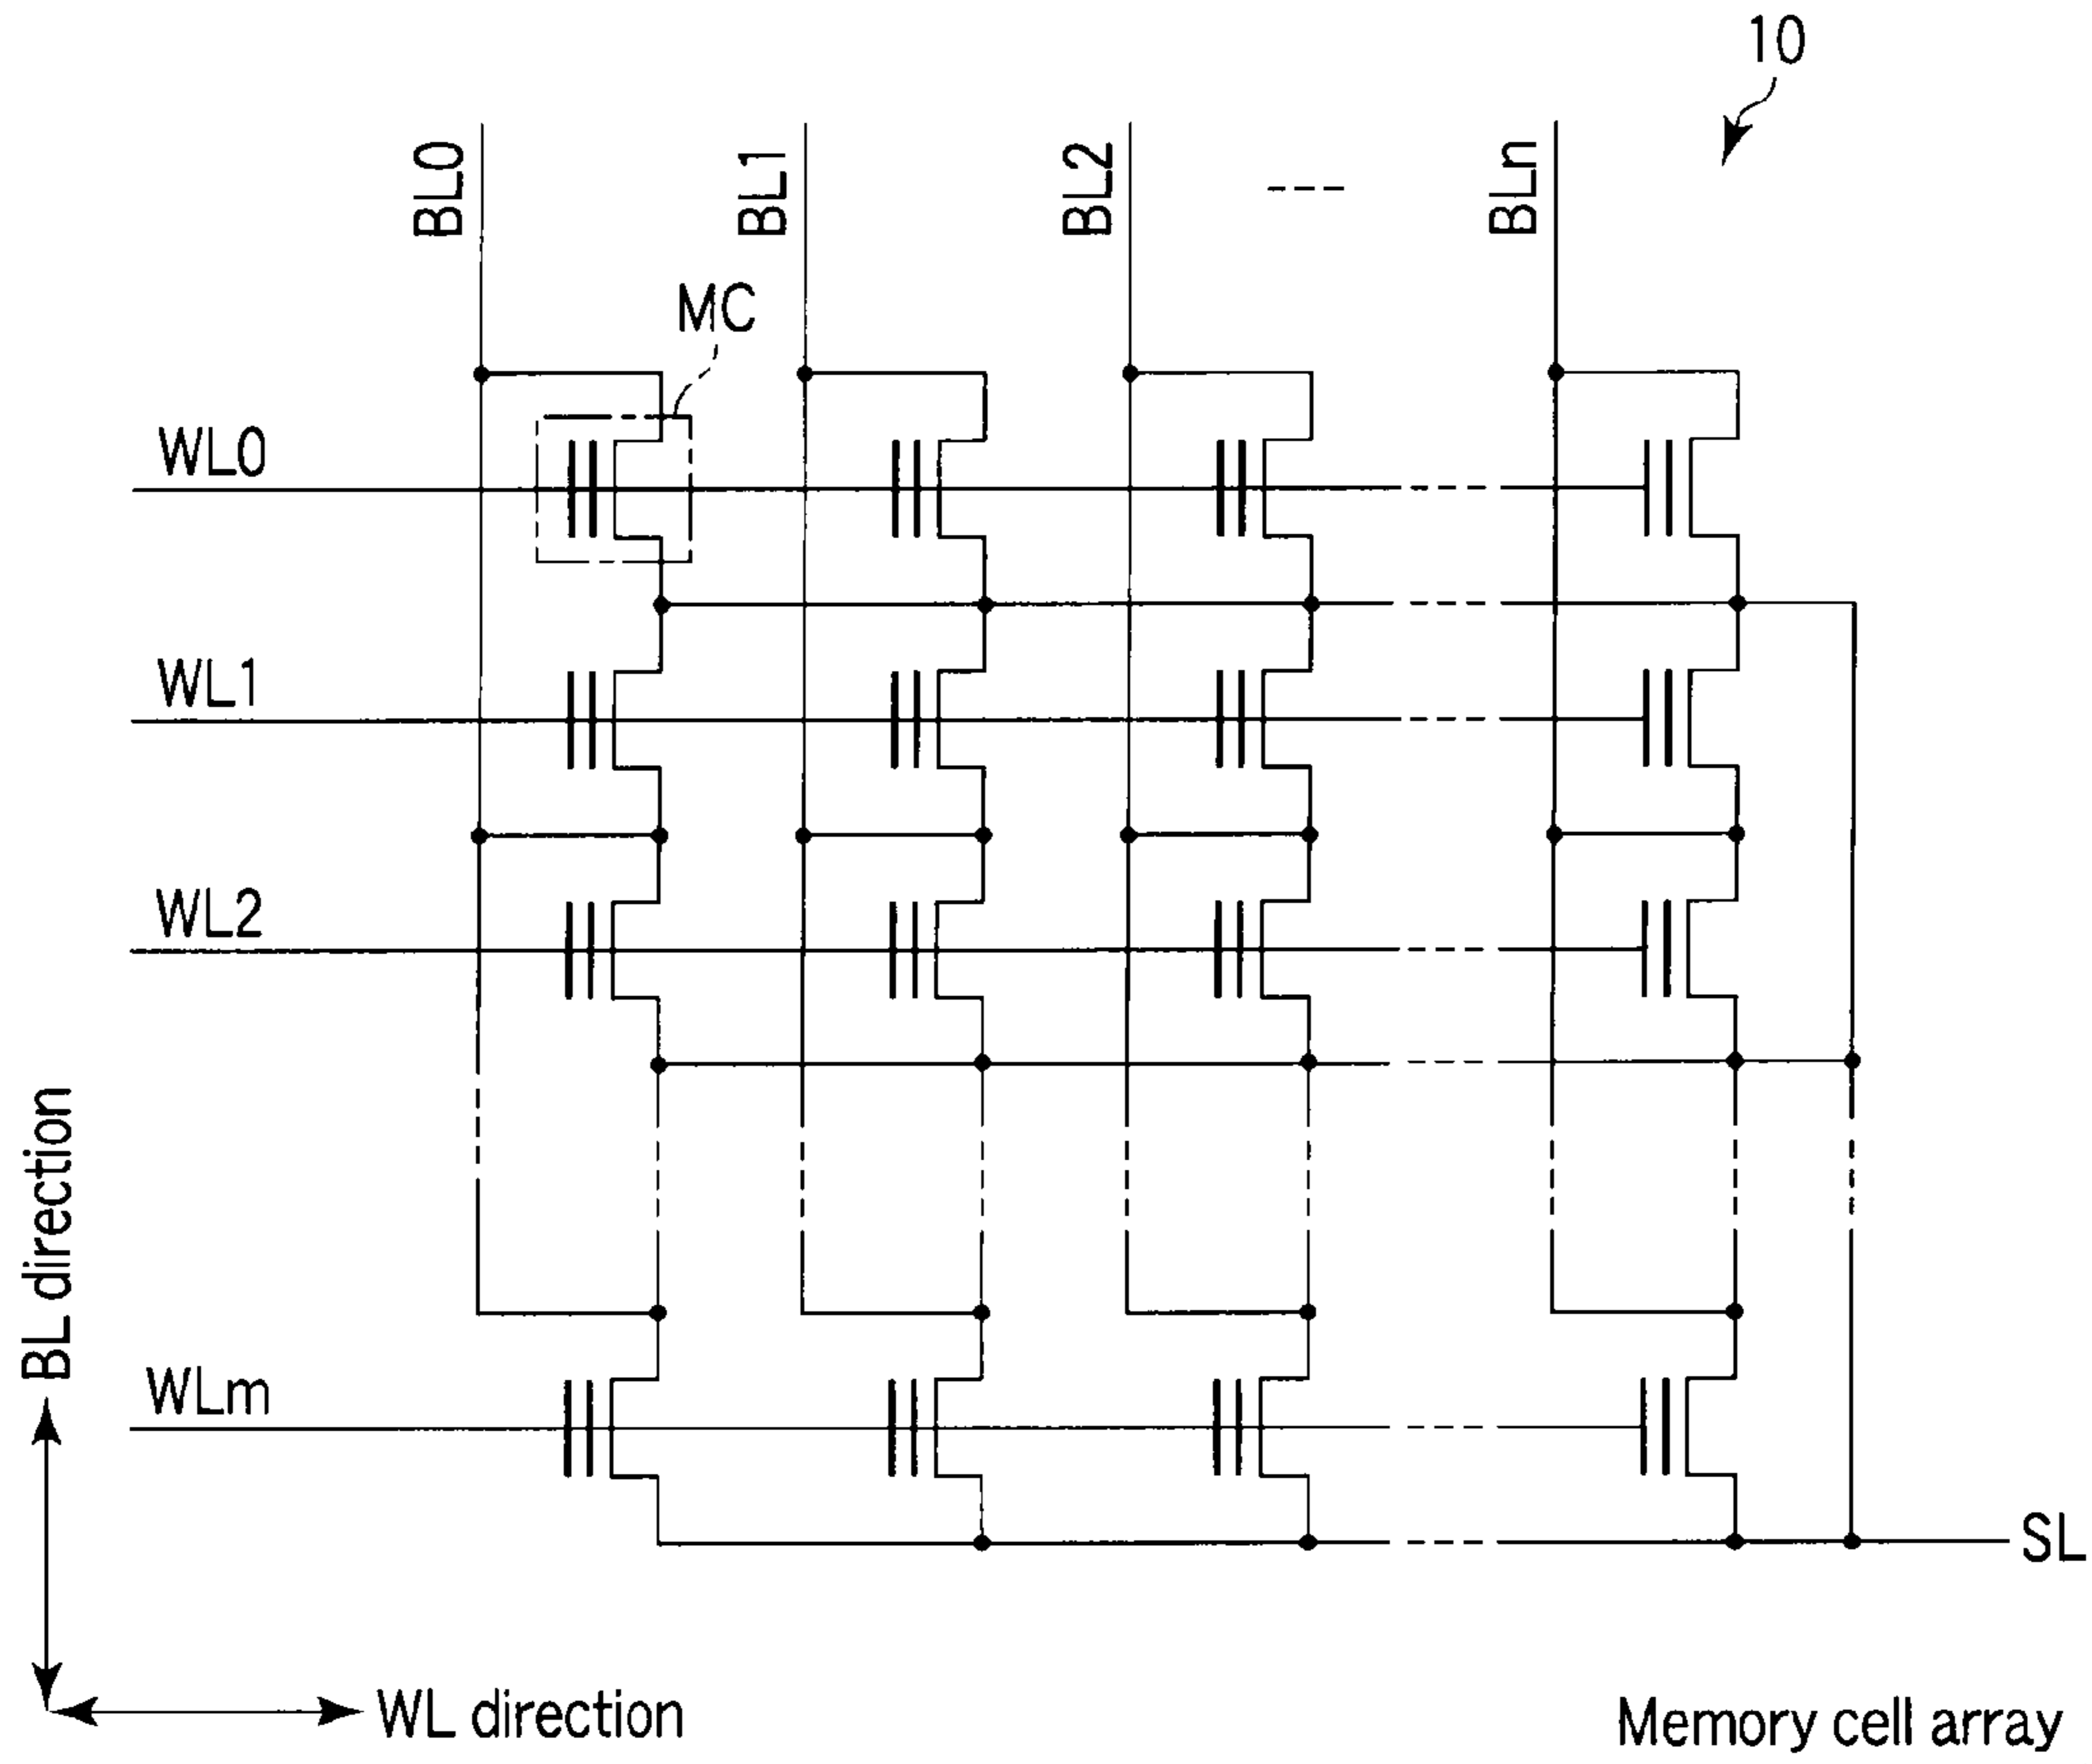 10
BL0
BL1
BL2
BLn
MC
WL0
WL1
WL2
WLm
SL
BL direction
WL direction
Memory cell array